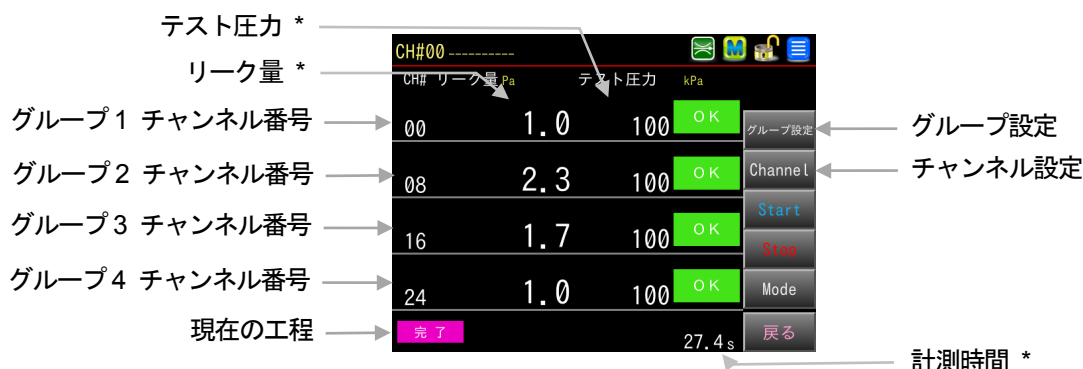 テスト圧力 *
リーク量 *
グループ1 チャンネル番号
グループ2 チャンネル番号
グループ3 チャンネル番号
グループ4 チャンネル番号
現在の工程
CH#00 ----------
M
CH# リーク量 Pa テスト圧力 kPa
00 1.0 100 OK
08 2.3 100 OK
16 1.7 100 OK
24 1.0 100 OK
完了
27.4 s
グループ設定
Channel
Start
Stop
Mode
戻る
グループ設定
チャンネル設定
計測時間 *